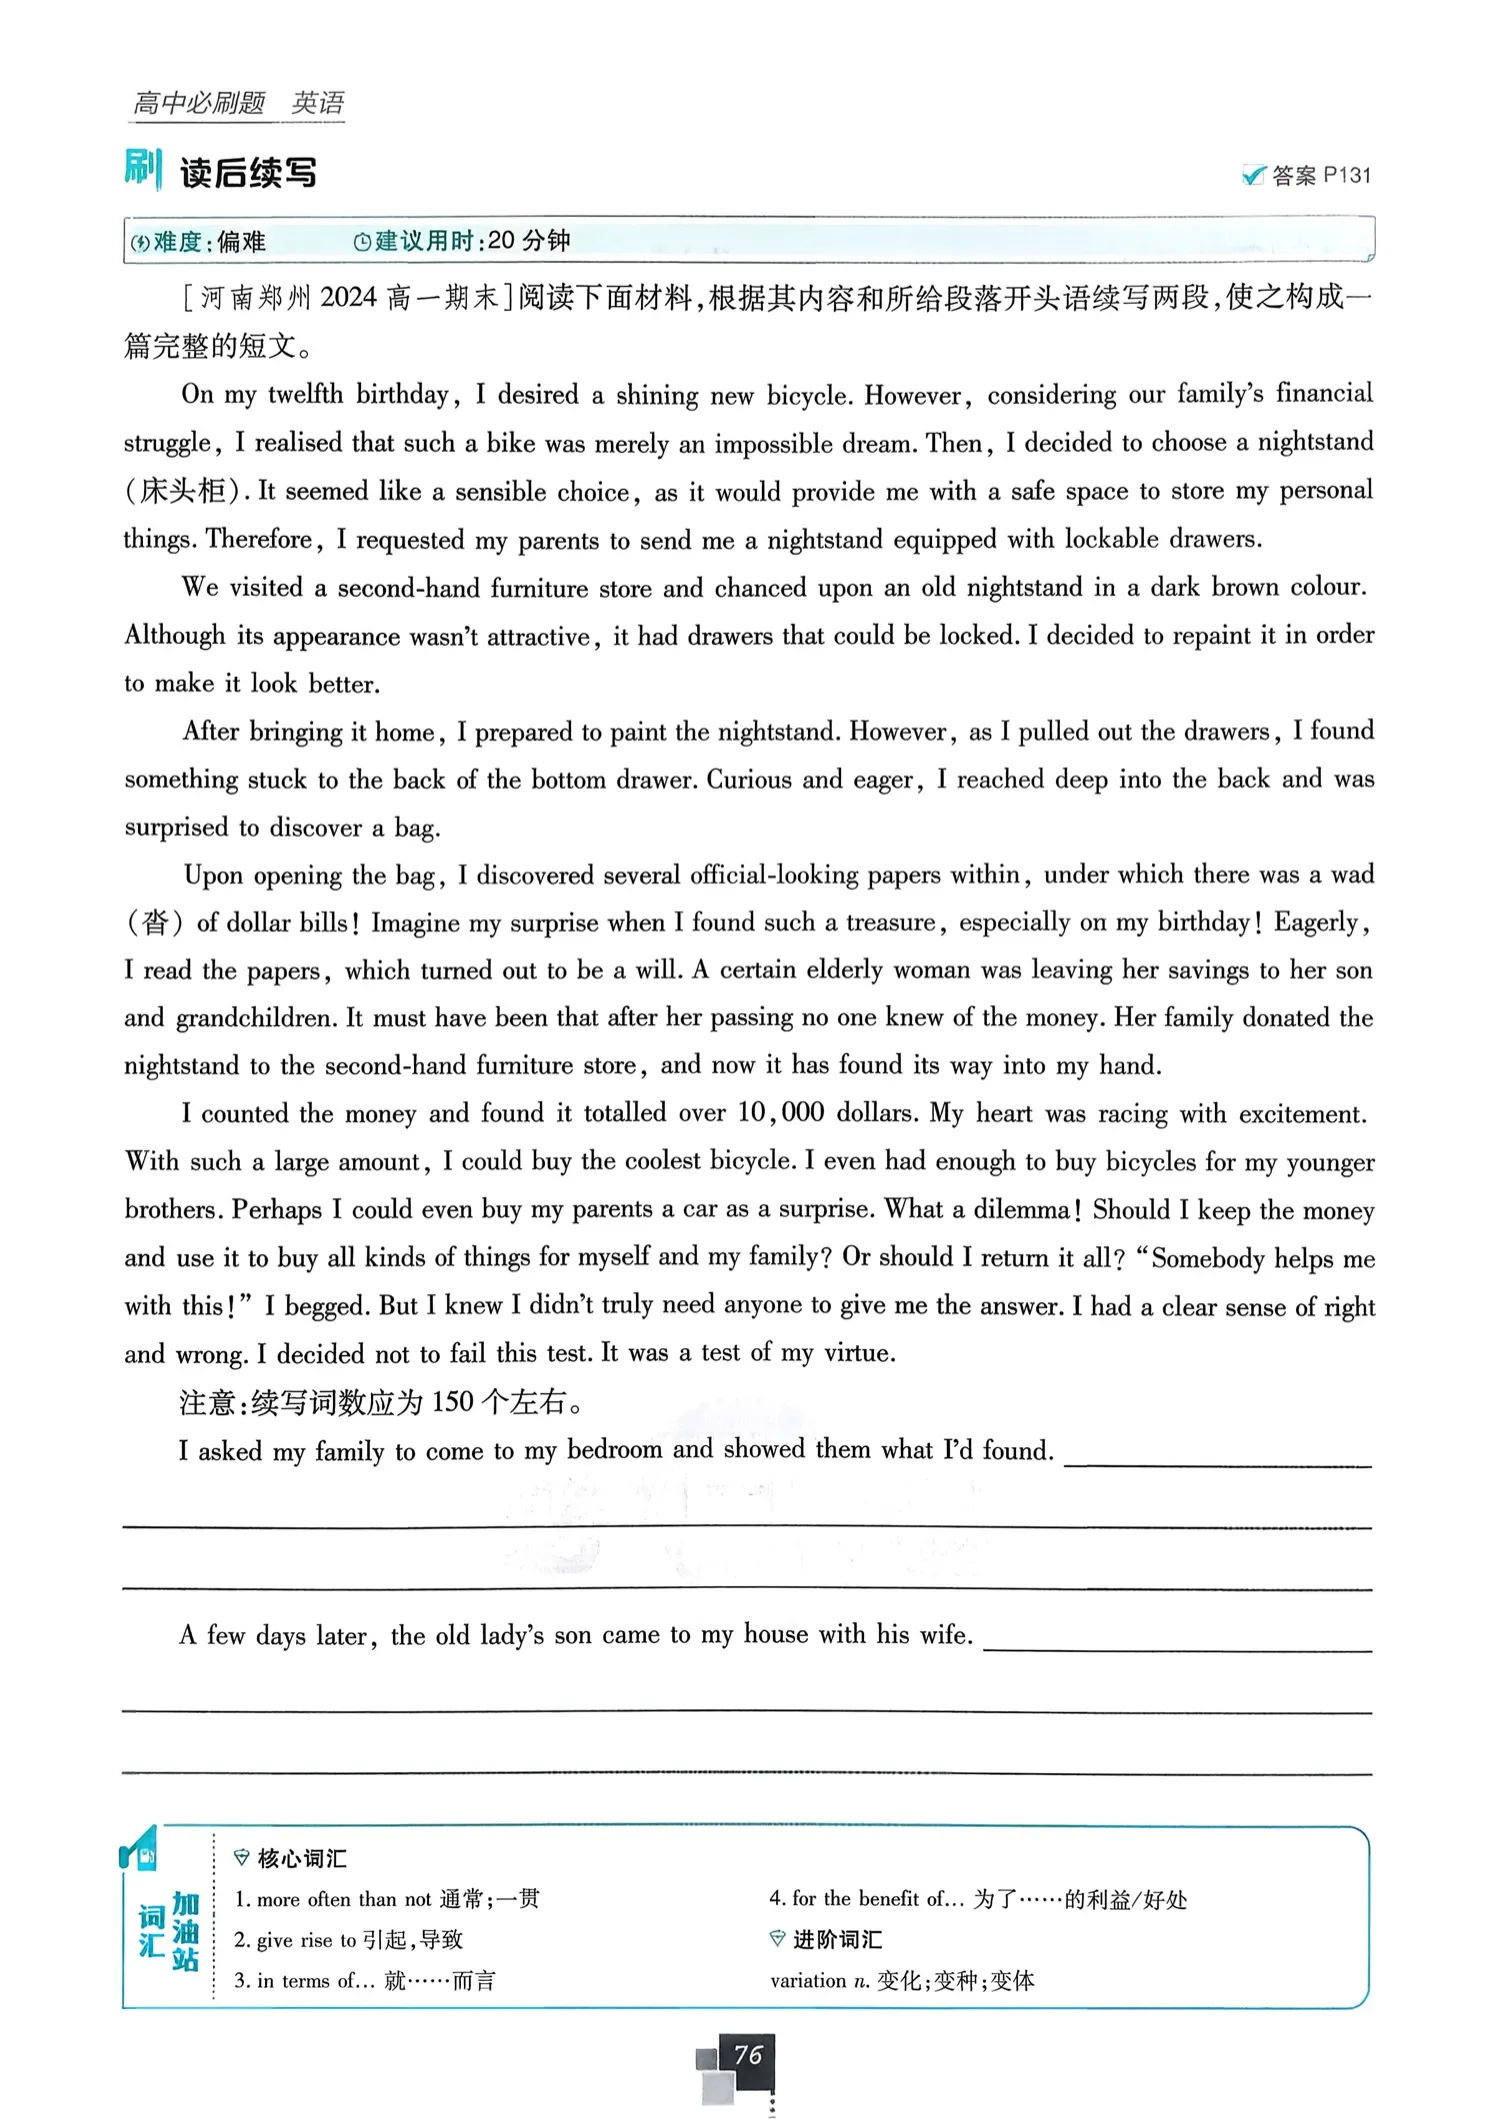 高中必刷题 英语
刷 读后续写
答案 P131
难度:偏难 建议用时:20 分钟
[河南郑州 2024 高一期末]阅读下面材料,根据其内容和所给段落开头语续写两段,使之构成一
篇完整的短文。
On my twelfth birthday, I desired a shining new bicycle. However, considering our family's financial
struggle, I realised that such a bike was merely an impossible dream. Then, I decided to choose a nightstand
(床头柜). It seemed like a sensible choice, as it would provide me with a safe space to store my personal
things. Therefore, I requested my parents to send me a nightstand equipped with lockable drawers.
We visited a second-hand furniture store and chanced upon an old nightstand in a dark brown colour.
Although its appearance wasn't attractive, it had drawers that could be locked. I decided to repaint it in order
to make it look better.
After bringing it home, I prepared to paint the nightstand. However, as I pulled out the drawers, I found
something stuck to the back of the bottom drawer. Curious and eager, I reached deep into the back and was
surprised to discover a bag.
Upon opening the bag, I discovered several official-looking papers within, under which there was a wad
(沓) of dollar bills! Imagine my surprise when I found such a treasure, especially on my birthday! Eagerly,
I read the papers, which turned out to be a will. A certain elderly woman was leaving her savings to her son
and grandchildren. It must have been that after her passing no one knew of the money. Her family donated the
nightstand to the second-hand furniture store, and now it has found its way into my hand.
I counted the money and found it totalled over 10,000 dollars. My heart was racing with excitement.
With such a large amount, I could buy the coolest bicycle. I even had enough to buy bicycles for my younger
brothers. Perhaps I could even buy my parents a car as a surprise. What a dilemma! Should I keep the money
and use it to buy all kinds of things for myself and my family? Or should I return it all? "Somebody helps me
with this!" I begged. But I knew I didn't truly need anyone to give me the answer. I had a clear sense of right
and wrong. I decided not to fail this test. It was a test of my virtue.
注意:续写词数应为 150 个左右。
I asked my family to come to my bedroom and showed them what I'd found.
A few days later, the old lady's son came to my house with his wife.
词汇加油站
核心词汇
1. more often than not 通常;一贯
2. give rise to 引起,导致
3. in terms of... 就……而言
4. for the benefit of... 为了……的利益/好处
进阶词汇
variation n. 变化;变种;变体
76